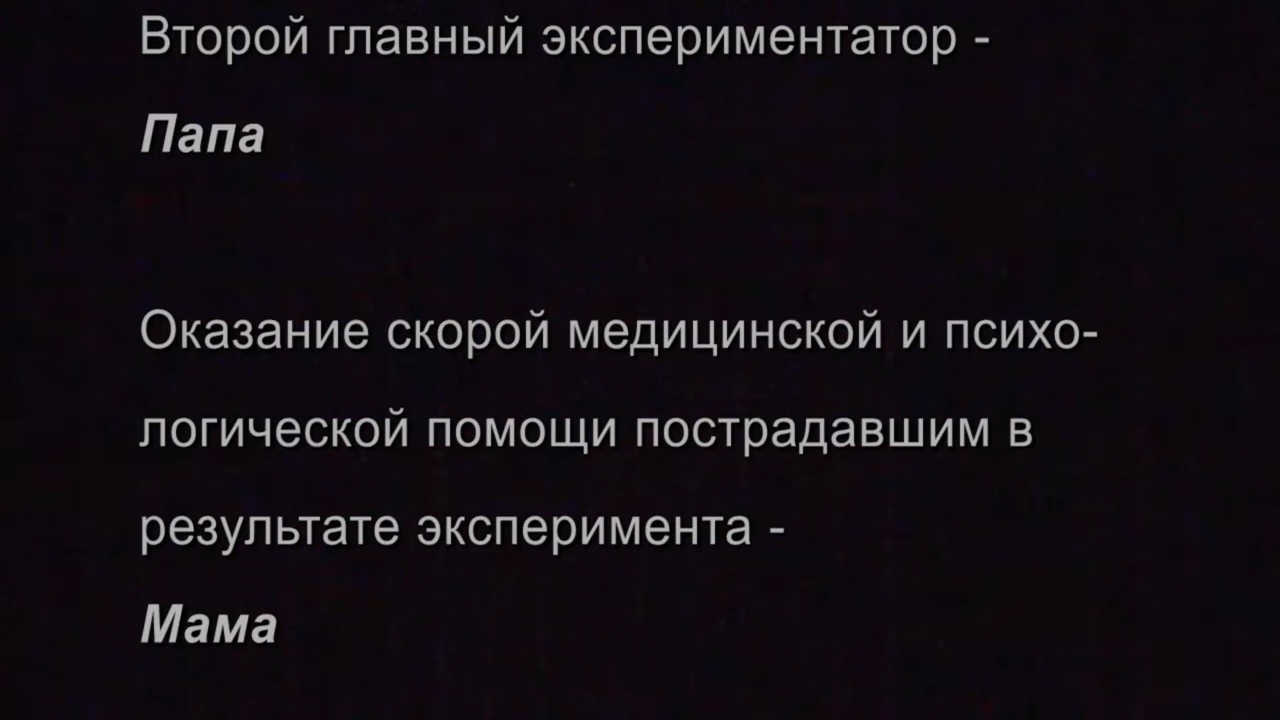 Второй главный экспериментатор -
Папа
Оказание скорой медицинской и психо-
логической помощи пострадавшим в
результате эксперимента -
Мама